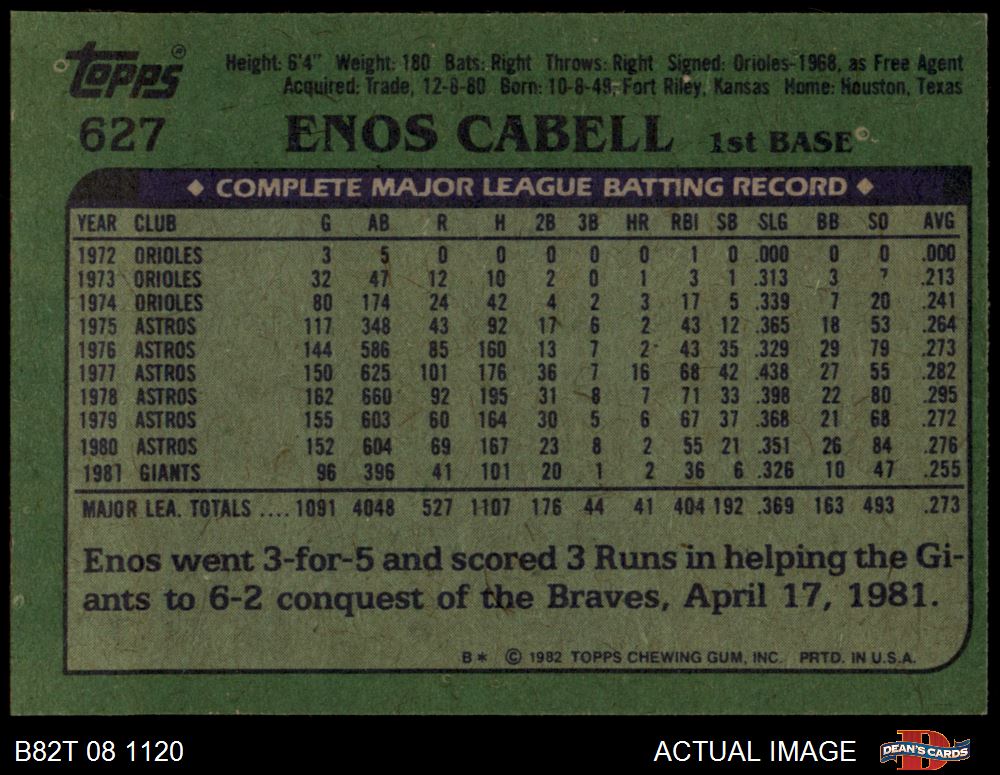 Topps®
Height: 6'4" Weight: 180 Bats: Right Throws: Right Signed: Orioles-1968, as Free Agent
Acquired: Trade, 12-8-80 Born: 10-8-49, Fort Riley, Kansas Home: Houston, Texas
627 ENOS CABELL 1st BASE
◆ COMPLETE MAJOR LEAGUE BATTING RECORD ◆
YEAR CLUB G AB R H 2B 3B HR RBI SB SLG BB SO AVG
1972 ORIOLES 3 5 0 0 0 0 0 1 0 .000 0 0 .000
1973 ORIOLES 32 47 12 10 2 0 1 3 1 .313 3 7 .213
1974 ORIOLES 80 174 24 42 4 2 3 17 5 .339 7 20 .241
1975 ASTROS 117 348 43 92 17 6 2 43 12 .365 18 53 .264
1976 ASTROS 144 586 85 160 13 7 2 43 35 .329 29 79 .273
1977 ASTROS 150 625 101 176 36 7 16 68 42 .438 27 55 .282
1978 ASTROS 162 660 92 195 31 8 7 71 33 .398 22 80 .295
1979 ASTROS 155 603 60 164 30 5 6 67 37 .368 21 68 .272
1980 ASTROS 152 604 69 167 23 8 2 55 21 .351 26 84 .276
1981 GIANTS 96 396 41 101 20 1 2 36 6 .326 10 47 .255
MAJOR LEA. TOTALS .... 1091 4048 527 1107 176 44 41 404 192 .369 163 493 .273
Enos went 3-for-5 and scored 3 Runs in helping the Gi-
ants to 6-2 conquest of the Braves, April 17, 1981.
B* © 1982 TOPPS CHEWING GUM, INC. PRTD. IN U.S.A.
B82T 08 1120 ACTUAL IMAGE DEAN'S CARDS